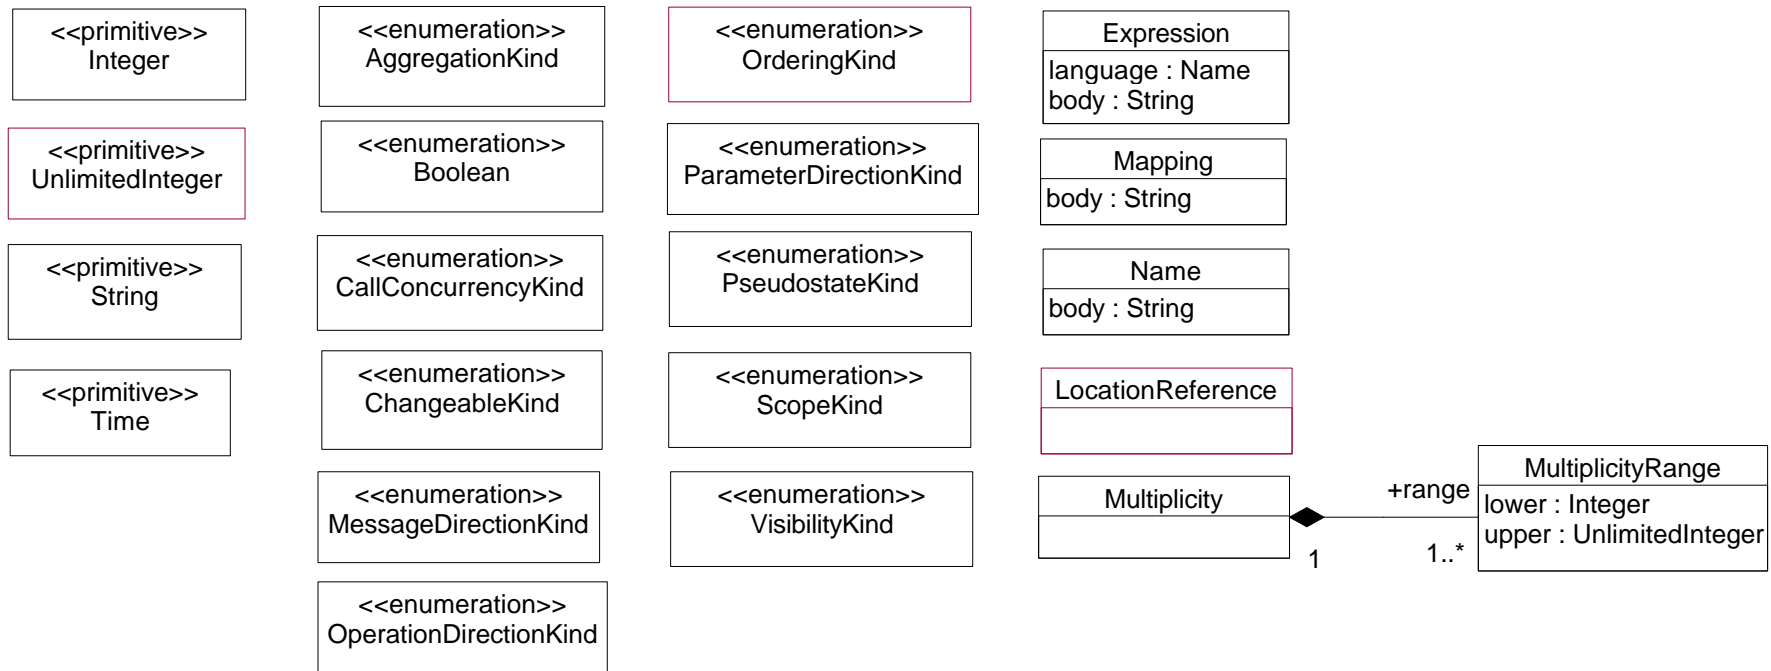 <<primitive>>
Integer
<<primitive>>
UnlimitedInteger
<<primitive>>
String
<<primitive>>
Time
<<enumeration>>
AggregationKind
<<enumeration>>
Boolean
<<enumeration>>
CallConcurrencyKind
<<enumeration>>
ChangeableKind
<<enumeration>>
MessageDirectionKind
<<enumeration>>
OperationDirectionKind
<<enumeration>>
OrderingKind
<<enumeration>>
ParameterDirectionKind
<<enumeration>>
PseudostateKind
<<enumeration>>
ScopeKind
<<enumeration>>
VisibilityKind
Expression
language : Name
body : String
Mapping
body : String
Name
body : String
LocationReference
Multiplicity
1
+range
1..*
MultiplicityRange
lower : Integer
upper : UnlimitedInteger